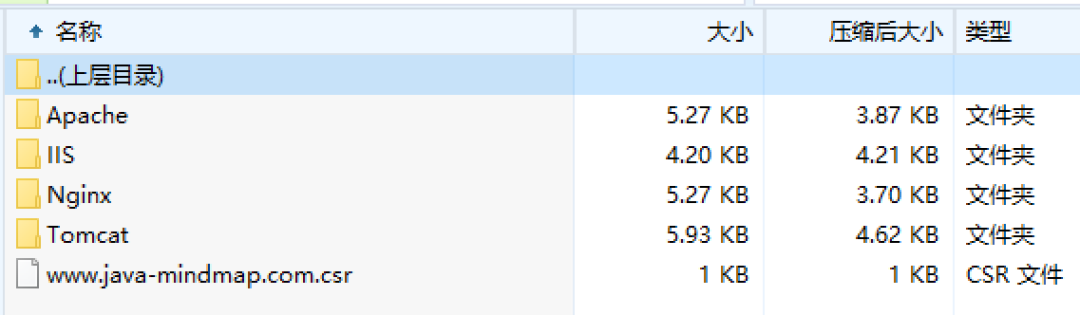 名称 大小 压缩后大小 类型
..(上层目录)
Apache 5.27 KB 3.87 KB 文件夹
IIS 4.20 KB 4.21 KB 文件夹
Nginx 5.27 KB 3.70 KB 文件夹
Tomcat 5.93 KB 4.62 KB 文件夹
www.java-mindmap.com.csr 1 KB 1 KB CSR 文件